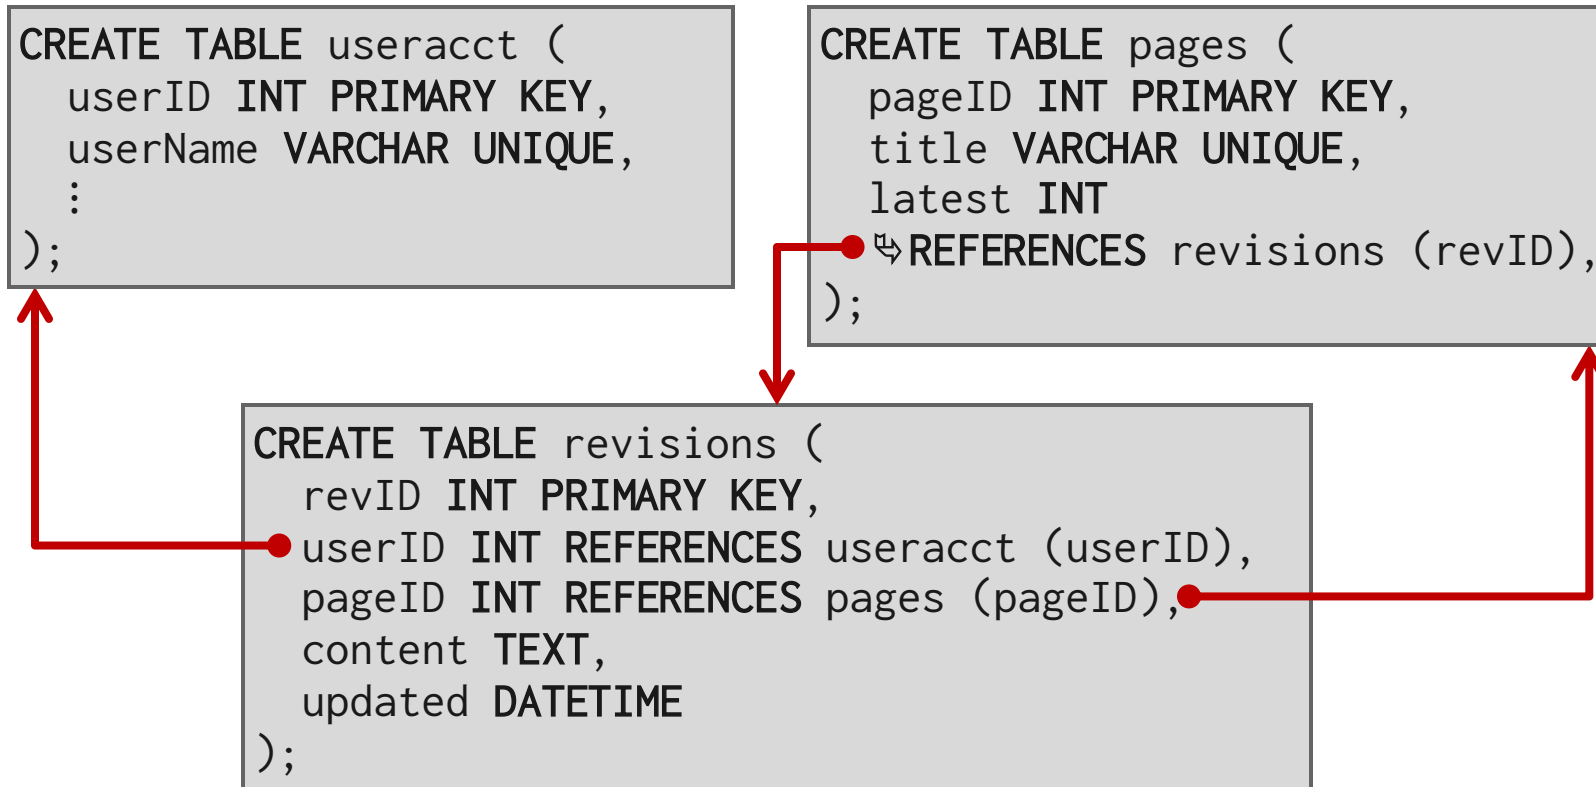 CREATE TABLE useracct (
userID INT PRIMARY KEY,
userName VARCHAR UNIQUE,
⋮
);
CREATE TABLE pages (
pageID INT PRIMARY KEY,
title VARCHAR UNIQUE,
latest INT
⮱REFERENCES revisions (revID),
);
CREATE TABLE revisions (
revID INT PRIMARY KEY,
userID INT REFERENCES useracct (userID),
pageID INT REFERENCES pages (pageID),
content TEXT,
updated DATETIME
);